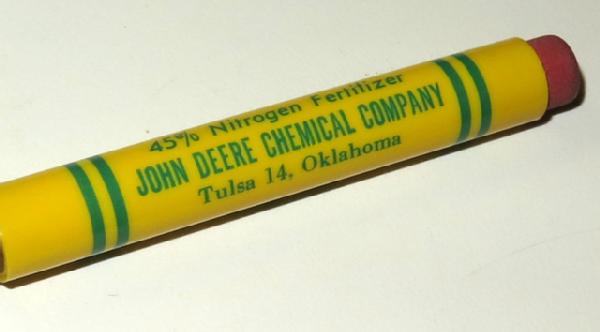 45% Nitrogen Fertilizer
JOHN DEERE CHEMICAL COMPANY
Tulsa 14, Oklahoma